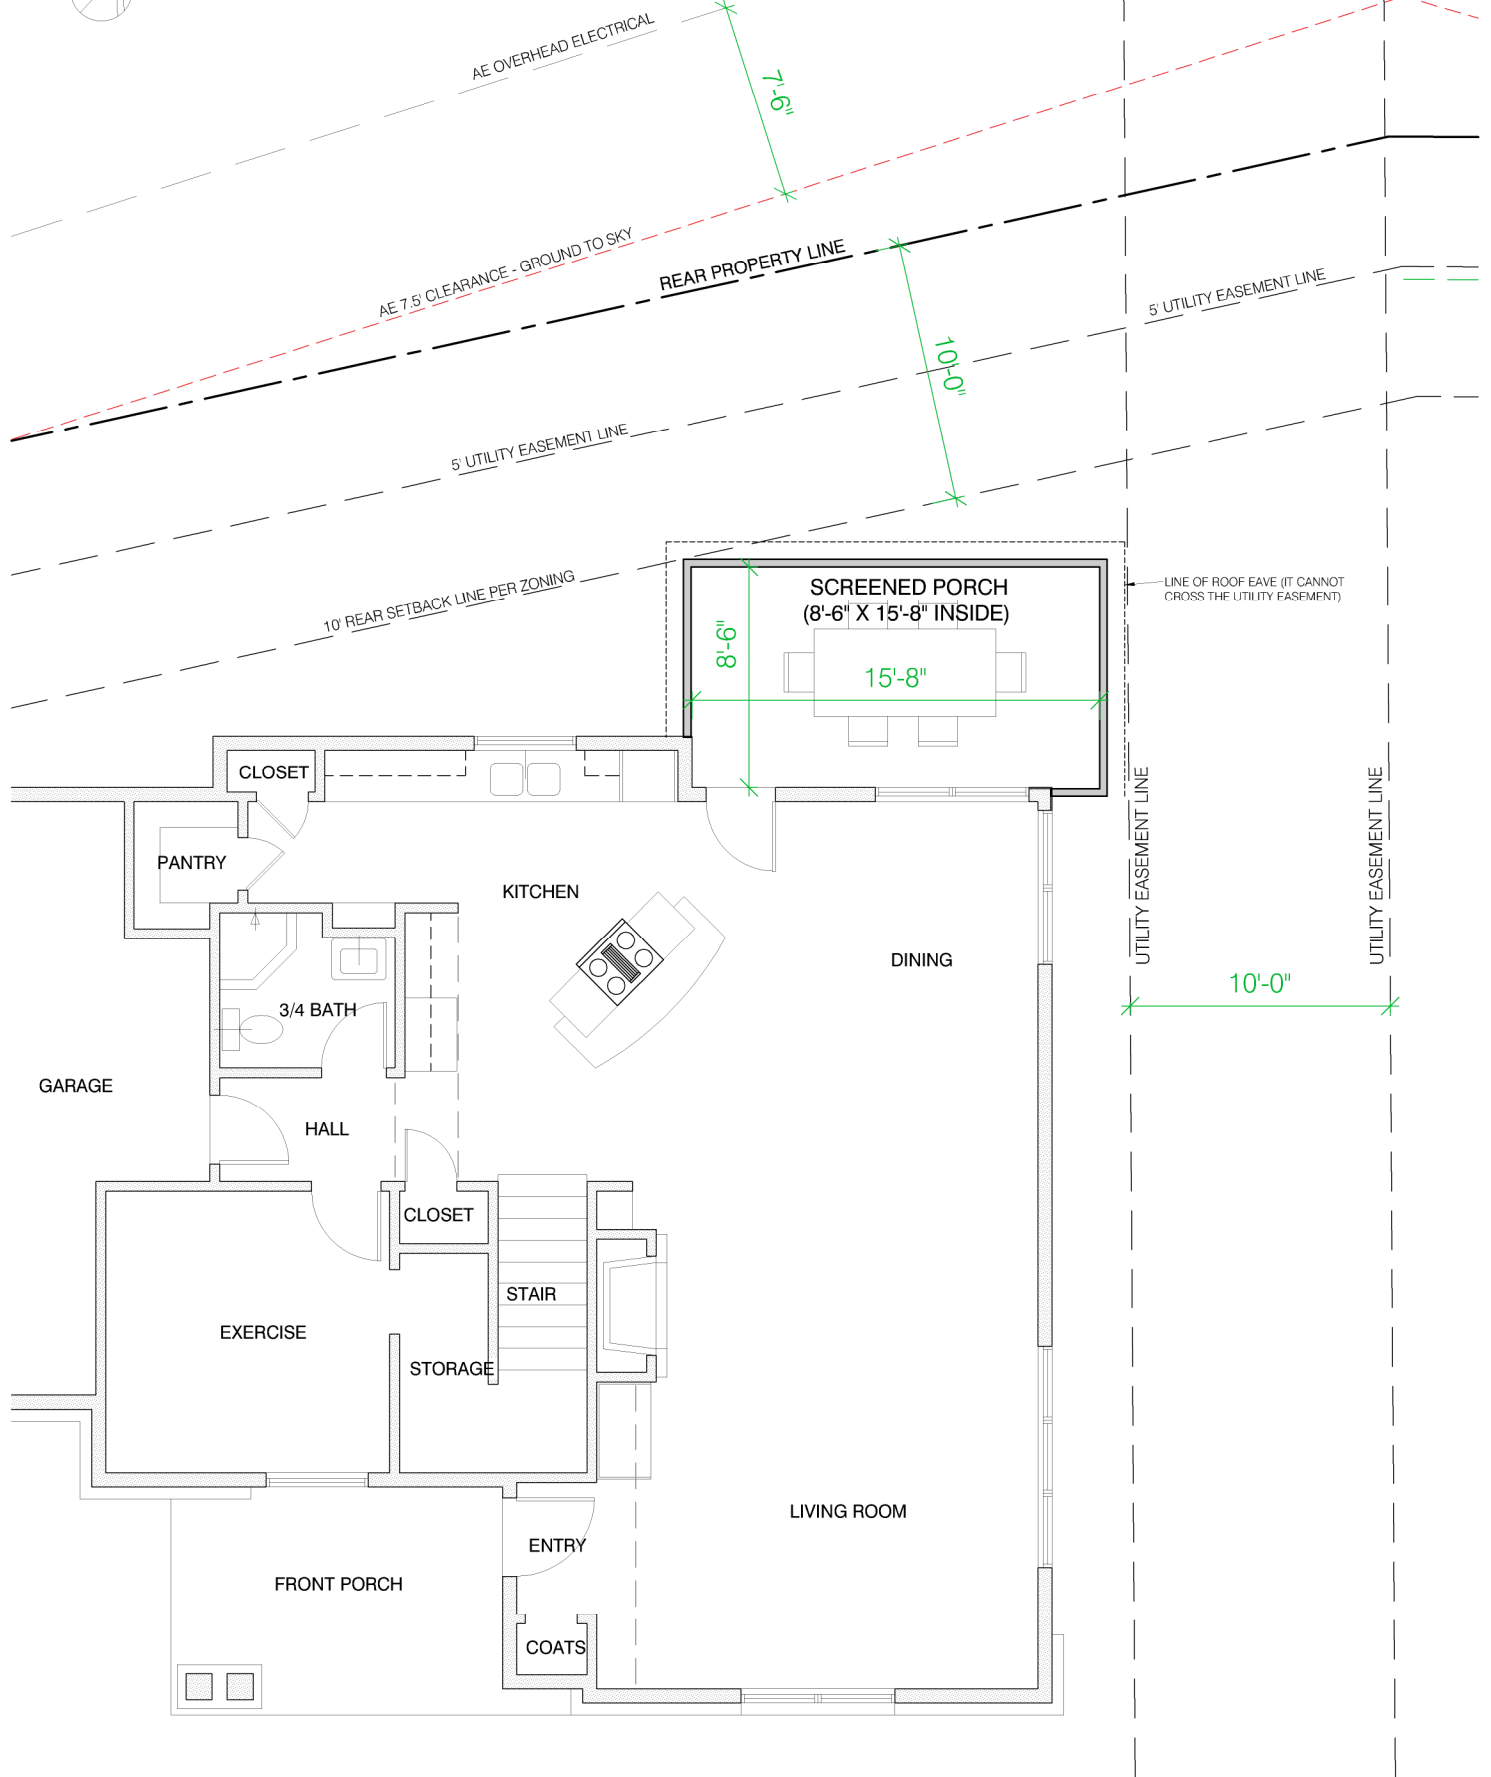 AE OVERHEAD ELECTRICAL
7'-6"
AE 7.5' CLEARANCE - GROUND TO SKY
REAR PROPERTY LINE
5' UTILITY EASEMENT LINE
10'-0"
5' UTILITY EASEMENT LINE
10' REAR SETBACK LINE PER ZONING
SCREENED PORCH
(8'-6" X 15'-8" INSIDE)
LINE OF ROOF EAVE (IT CANNOT
CROSS THE UTILITY EASEMENT)
8'-6"
15'-8"
CLOSET
PANTRY
KITCHEN
UTILITY EASEMENT LINE
UTILITY EASEMENT LINE
DINING
10'-0"
3/4 BATH
GARAGE
HALL
CLOSET
STAIR
EXERCISE
STORAGE
LIVING ROOM
ENTRY
FRONT PORCH
COATS